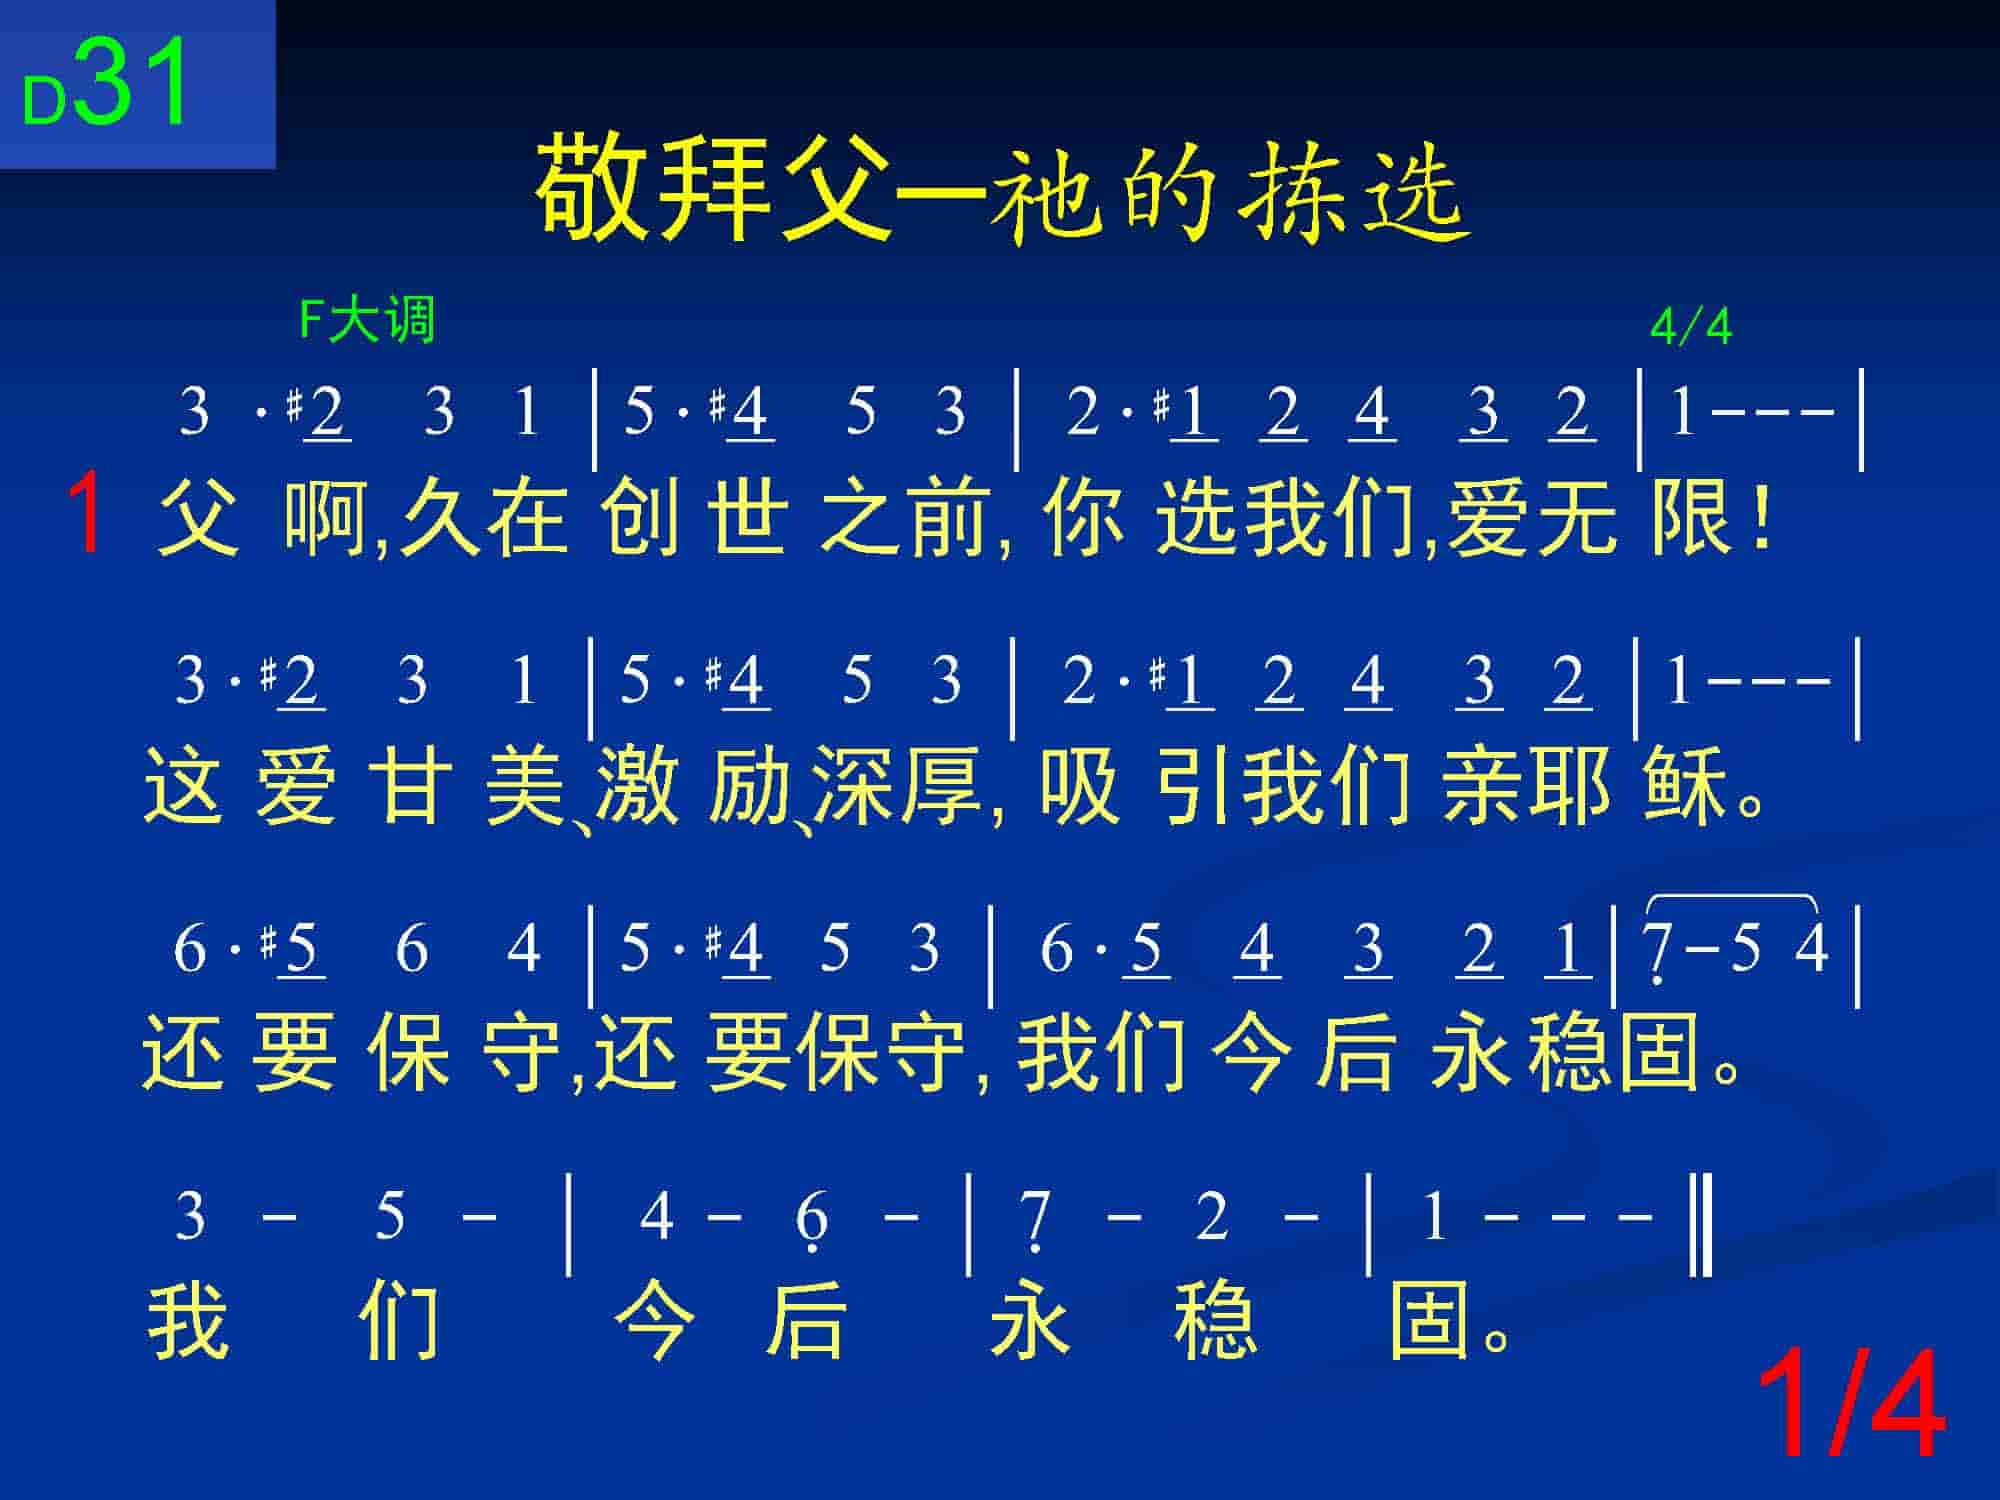 D31
敬拜父—祂的拣选
F大调 4/4
3 · #2 3 1 | 5 · #4 5 3 | 2 · #1 2 4 3 2 | 1 - - - |
1 父 啊,久在 创 世 之前, 你 选我们,爱无 限!
3 · #2 3 1 | 5 · #4 5 3 | 2 · #1 2 4 3 2 | 1 - - - |
这 爱 甘 美、激 励、深厚, 吸 引我们 亲耶 稣。
6 · #5 6 4 | 5 · #4 5 3 | 6 · 5 4 3 2 1 | 7̣ - 5 4 |
还 要 保 守,还 要保守, 我们 今 后 永 稳固。
3 - 5 - | 4 - 6̣ - | 7̣ - 2 - | 1 - - - ‖
我 们 今 后 永 稳 固。
1/4